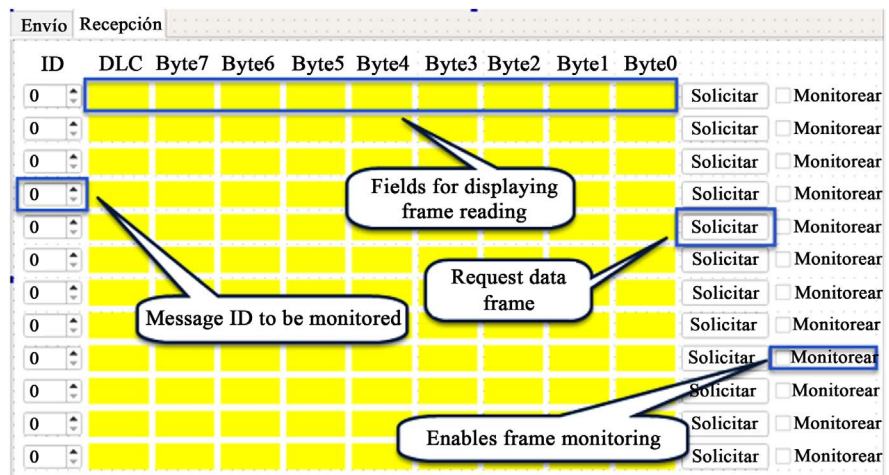 Envío Recepción
ID DLC Byte7 Byte6 Byte5 Byte4 Byte3 Byte2 Byte1 Byte0
0 Solicitar Monitorear
0 Solicitar Monitorear
0 Solicitar Monitorear
Fields for displaying
frame reading
0 Solicitar Monitorear
0 Solicitar Monitorear
0 Solicitar Monitorear
Request data
frame
0 Solicitar Monitorear
Message ID to be monitored
0 Solicitar Monitorear
0 Solicitar Monitorear
0 Solicitar Monitorear
Enables frame monitoring
0 Solicitar Monitorear
0 Solicitar Monitorear